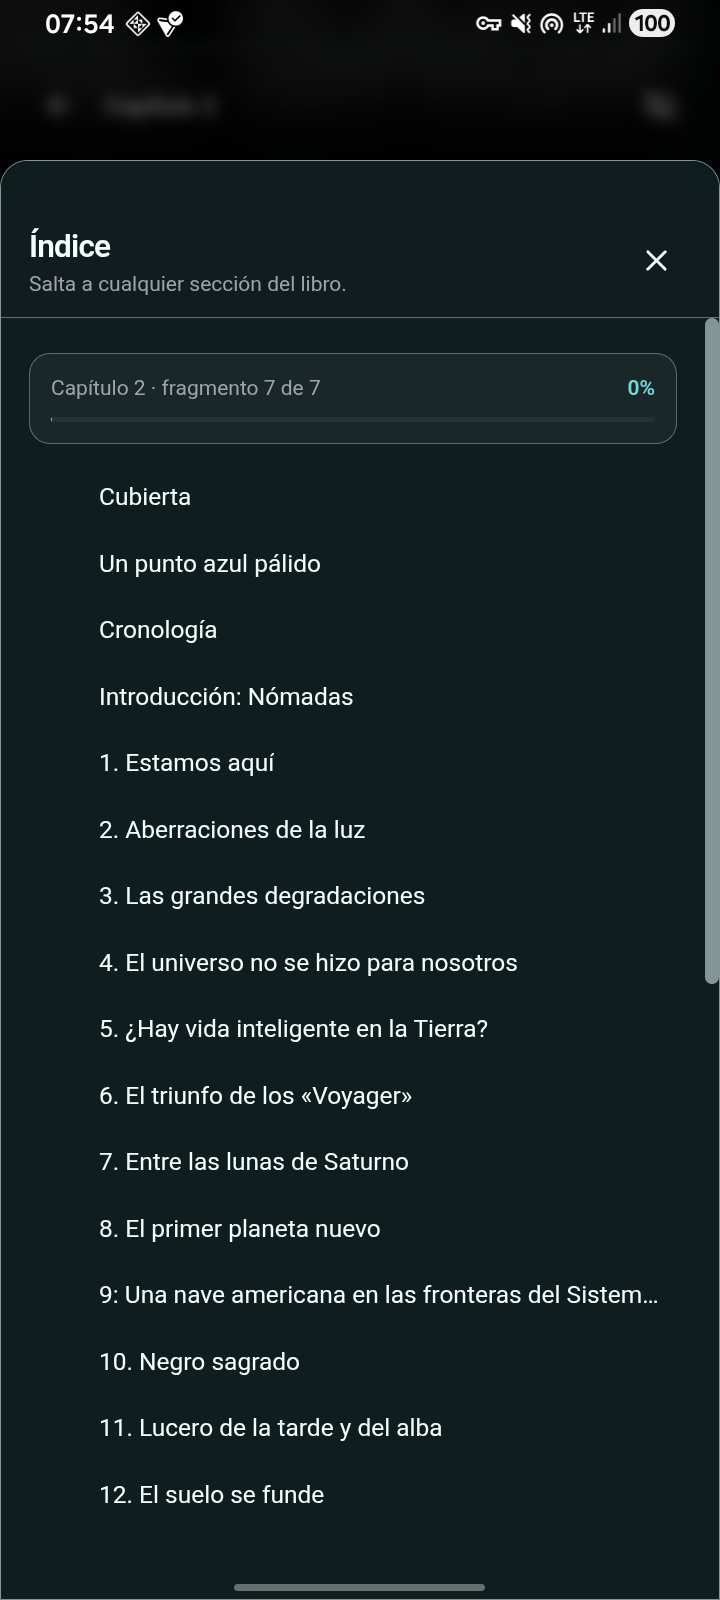 07:54
LTE
100
Índice
Salta a cualquier sección del libro.
Capítulo 2 · fragmento 7 de 7
0%
Cubierta
Un punto azul pálido
Cronología
Introducción: Nómadas
1. Estamos aquí
2. Aberraciones de la luz
3. Las grandes degradaciones
4. El universo no se hizo para nosotros
5. ¿Hay vida inteligente en la Tierra?
6. El triunfo de los «Voyager»
7. Entre las lunas de Saturno
8. El primer planeta nuevo
9: Una nave americana en las fronteras del Sistem...
10. Negro sagrado
11. Lucero de la tarde y del alba
12. El suelo se funde